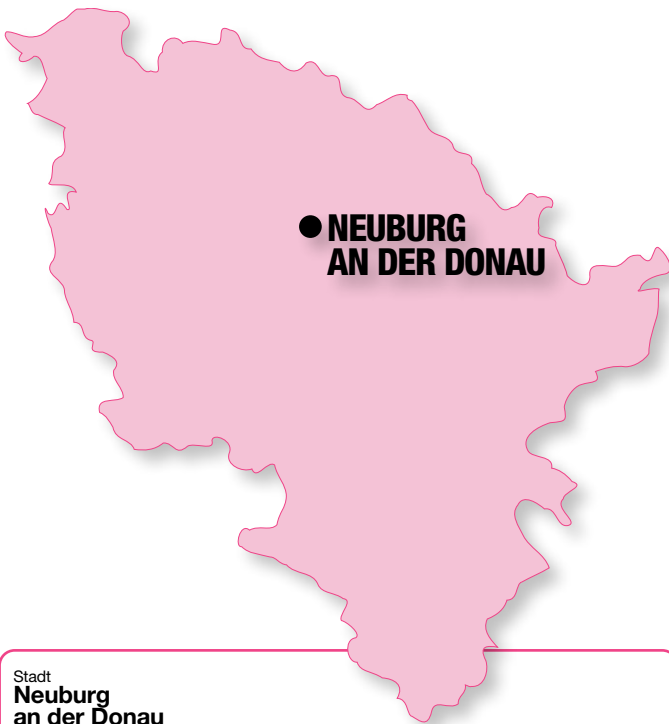 NEUBURG
AN DER DONAU
Stadt
Neuburg
an der Donau